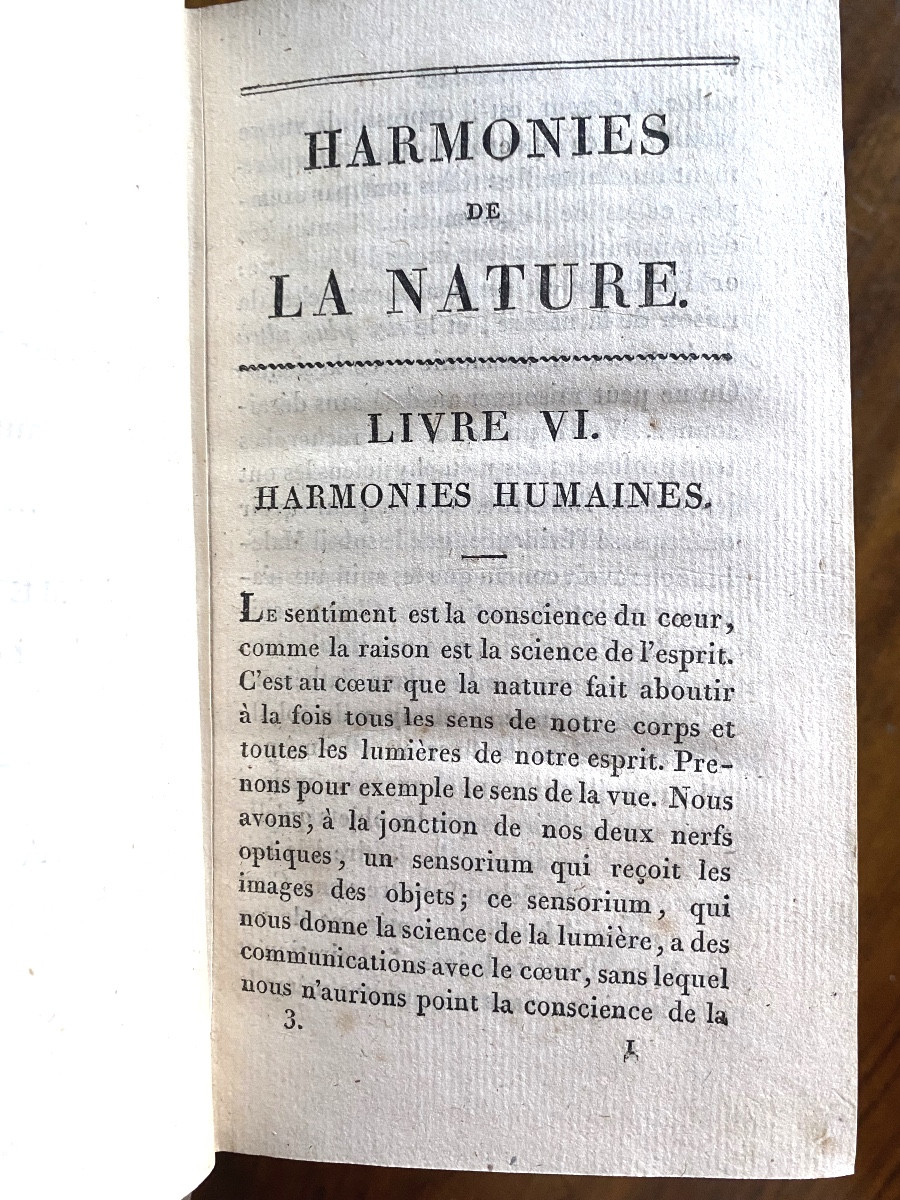 HARMONIES
DE
LA NATURE.
LIVRE VI.
HARMONIES HUMAINES.
LE sentiment est la conscience du cœur,
comme la raison est la science de l'esprit.
C'est au cœur que la nature fait aboutir
à la fois tous les sens de notre corps et
toutes les lumières de notre esprit. Pre-
nons pour exemple le sens de la vue. Nous
avons, à la jonction de nos deux nerfs
optiques, un sensorium qui reçoit les
images des objets; ce sensorium, qui
nous donne la science de la lumière, a des
communications avec le cœur, sans lequel
nous n'aurions point la conscience de la
3.
I